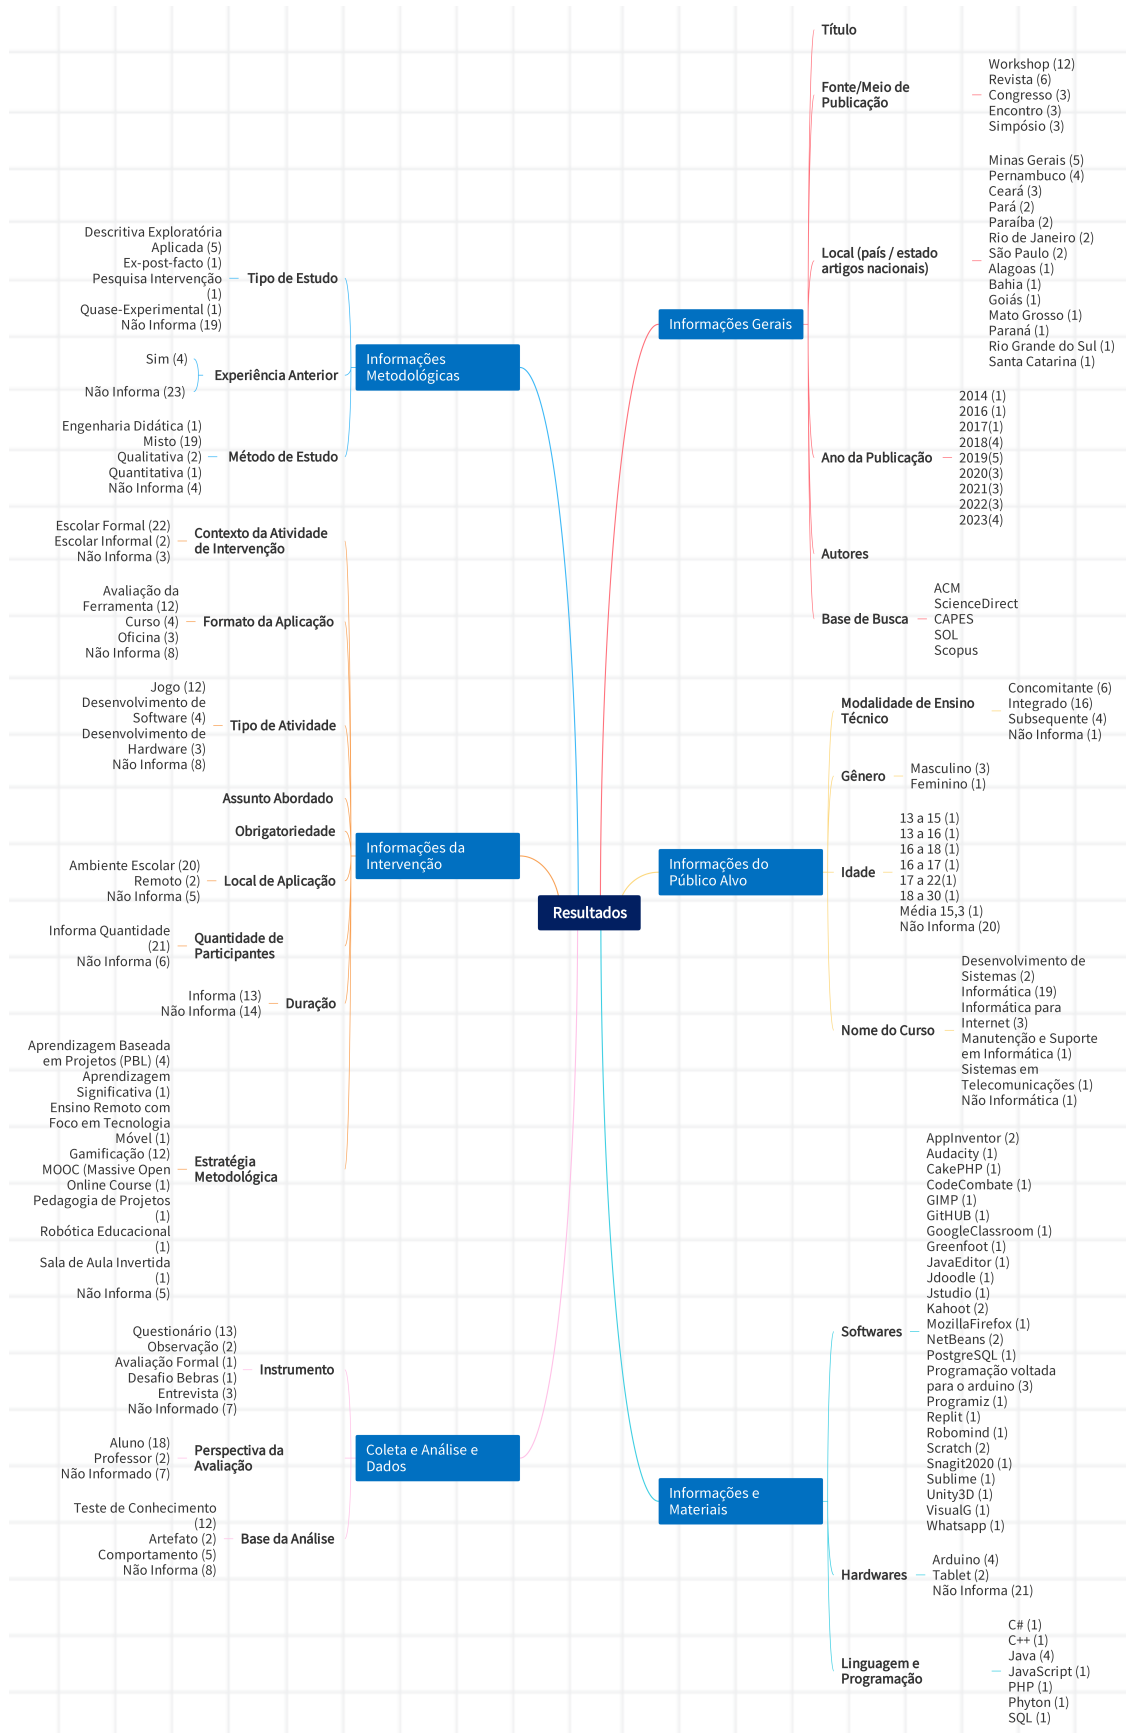 Resultados
Informações Gerais
Título
Fonte/Meio de
Publicação
Workshop (12)
Revista (6)
Congresso (3)
Encontro (3)
Simpósio (3)
Local (país / estado
artigos nacionais)
Minas Gerais (5)
Pernambuco (4)
Ceará (3)
Pará (2)
Paraíba (2)
Rio de Janeiro (2)
São Paulo (2)
Alagoas (1)
Bahia (1)
Goiás (1)
Mato Grosso (1)
Paraná (1)
Rio Grande do Sul (1)
Santa Catarina (1)
Ano da Publicação
2014 (1)
2016 (1)
2017(1)
2018(4)
2019(5)
2020(3)
2021(3)
2022(3)
2023(4)
Autores
Base de Busca
ACM
ScienceDirect
CAPES
SOL
Scopus
Informações do
Público Alvo
Modalidade de Ensino
Técnico
Concomitante (6)
Integrado (16)
Subsequente (4)
Não Informa (1)
Gênero
Masculino (3)
Feminino (1)
Idade
13 a 15 (1)
13 a 16 (1)
16 a 18 (1)
16 a 17 (1)
17 a 22(1)
18 a 30 (1)
Média 15,3 (1)
Não Informa (20)
Nome do Curso
Desenvolvimento de
Sistemas (2)
Informática (19)
Informática para
Internet (3)
Manutenção e Suporte
em Informática (1)
Sistemas em
Telecomunicações (1)
Não Informática (1)
Informações e
Materiais
Softwares
AppInventor (2)
Audacity (1)
CakePHP (1)
CodeCombate (1)
GIMP (1)
GitHUB (1)
GoogleClassroom (1)
Greenfoot (1)
JavaEditor (1)
Jdoodle (1)
Jstudio (1)
Kahoot (2)
MozillaFirefox (1)
NetBeans (2)
PostgreSQL (1)
Programação voltada
para o arduino (3)
Programiz (1)
Replit (1)
Robomind (1)
Scratch (2)
Snagit2020 (1)
Sublime (1)
Unity3D (1)
VisualG (1)
Whatsapp (1)
Hardwares
Arduino (4)
Tablet (2)
Não Informa (21)
Linguagem e
Programação
C# (1)
C++ (1)
Java (4)
JavaScript (1)
PHP (1)
Phyton (1)
SQL (1)
Informações
Metodológicas
Tipo de Estudo
Descritiva Exploratória
Aplicada (5)
Ex-post-facto (1)
Pesquisa Intervenção
(1)
Quase-Experimental (1)
Não Informa (19)
Experiência Anterior
Sim (4)
Não Informa (23)
Método de Estudo
Engenharia Didática (1)
Misto (19)
Qualitativa (2)
Quantitativa (1)
Não Informa (4)
Informações da
Intervenção
Contexto da Atividade
de Intervenção
Escolar Formal (22)
Escolar Informal (2)
Não Informa (3)
Formato da Aplicação
Avaliação da
Ferramenta (12)
Curso (4)
Oficina (3)
Não Informa (8)
Tipo de Atividade
Jogo (12)
Desenvolvimento de
Software (4)
Desenvolvimento de
Hardware (3)
Não Informa (8)
Assunto Abordado
Obrigatoriedade
Local de Aplicação
Ambiente Escolar (20)
Remoto (2)
Não Informa (5)
Quantidade de
Participantes
Informa Quantidade
(21)
Não Informa (6)
Duração
Informa (13)
Não Informa (14)
Estratégia
Metodológica
Aprendizagem Baseada
em Projetos (PBL) (4)
Aprendizagem
Significativa (1)
Ensino Remoto com
Foco em Tecnologia
Móvel (1)
Gamificação (12)
MOOC (Massive Open
Online Course (1)
Pedagogia de Projetos
(1)
Robótica Educacional
(1)
Sala de Aula Invertida
(1)
Não Informa (5)
Coleta e Análise e
Dados
Instrumento
Questionário (13)
Observação (2)
Avaliação Formal (1)
Desafio Bebras (1)
Entrevista (3)
Não Informado (7)
Perspectiva da
Avaliação
Aluno (18)
Professor (2)
Não Informado (7)
Base da Análise
Teste de Conhecimento
(12)
Artefato (2)
Comportamento (5)
Não Informa (8)